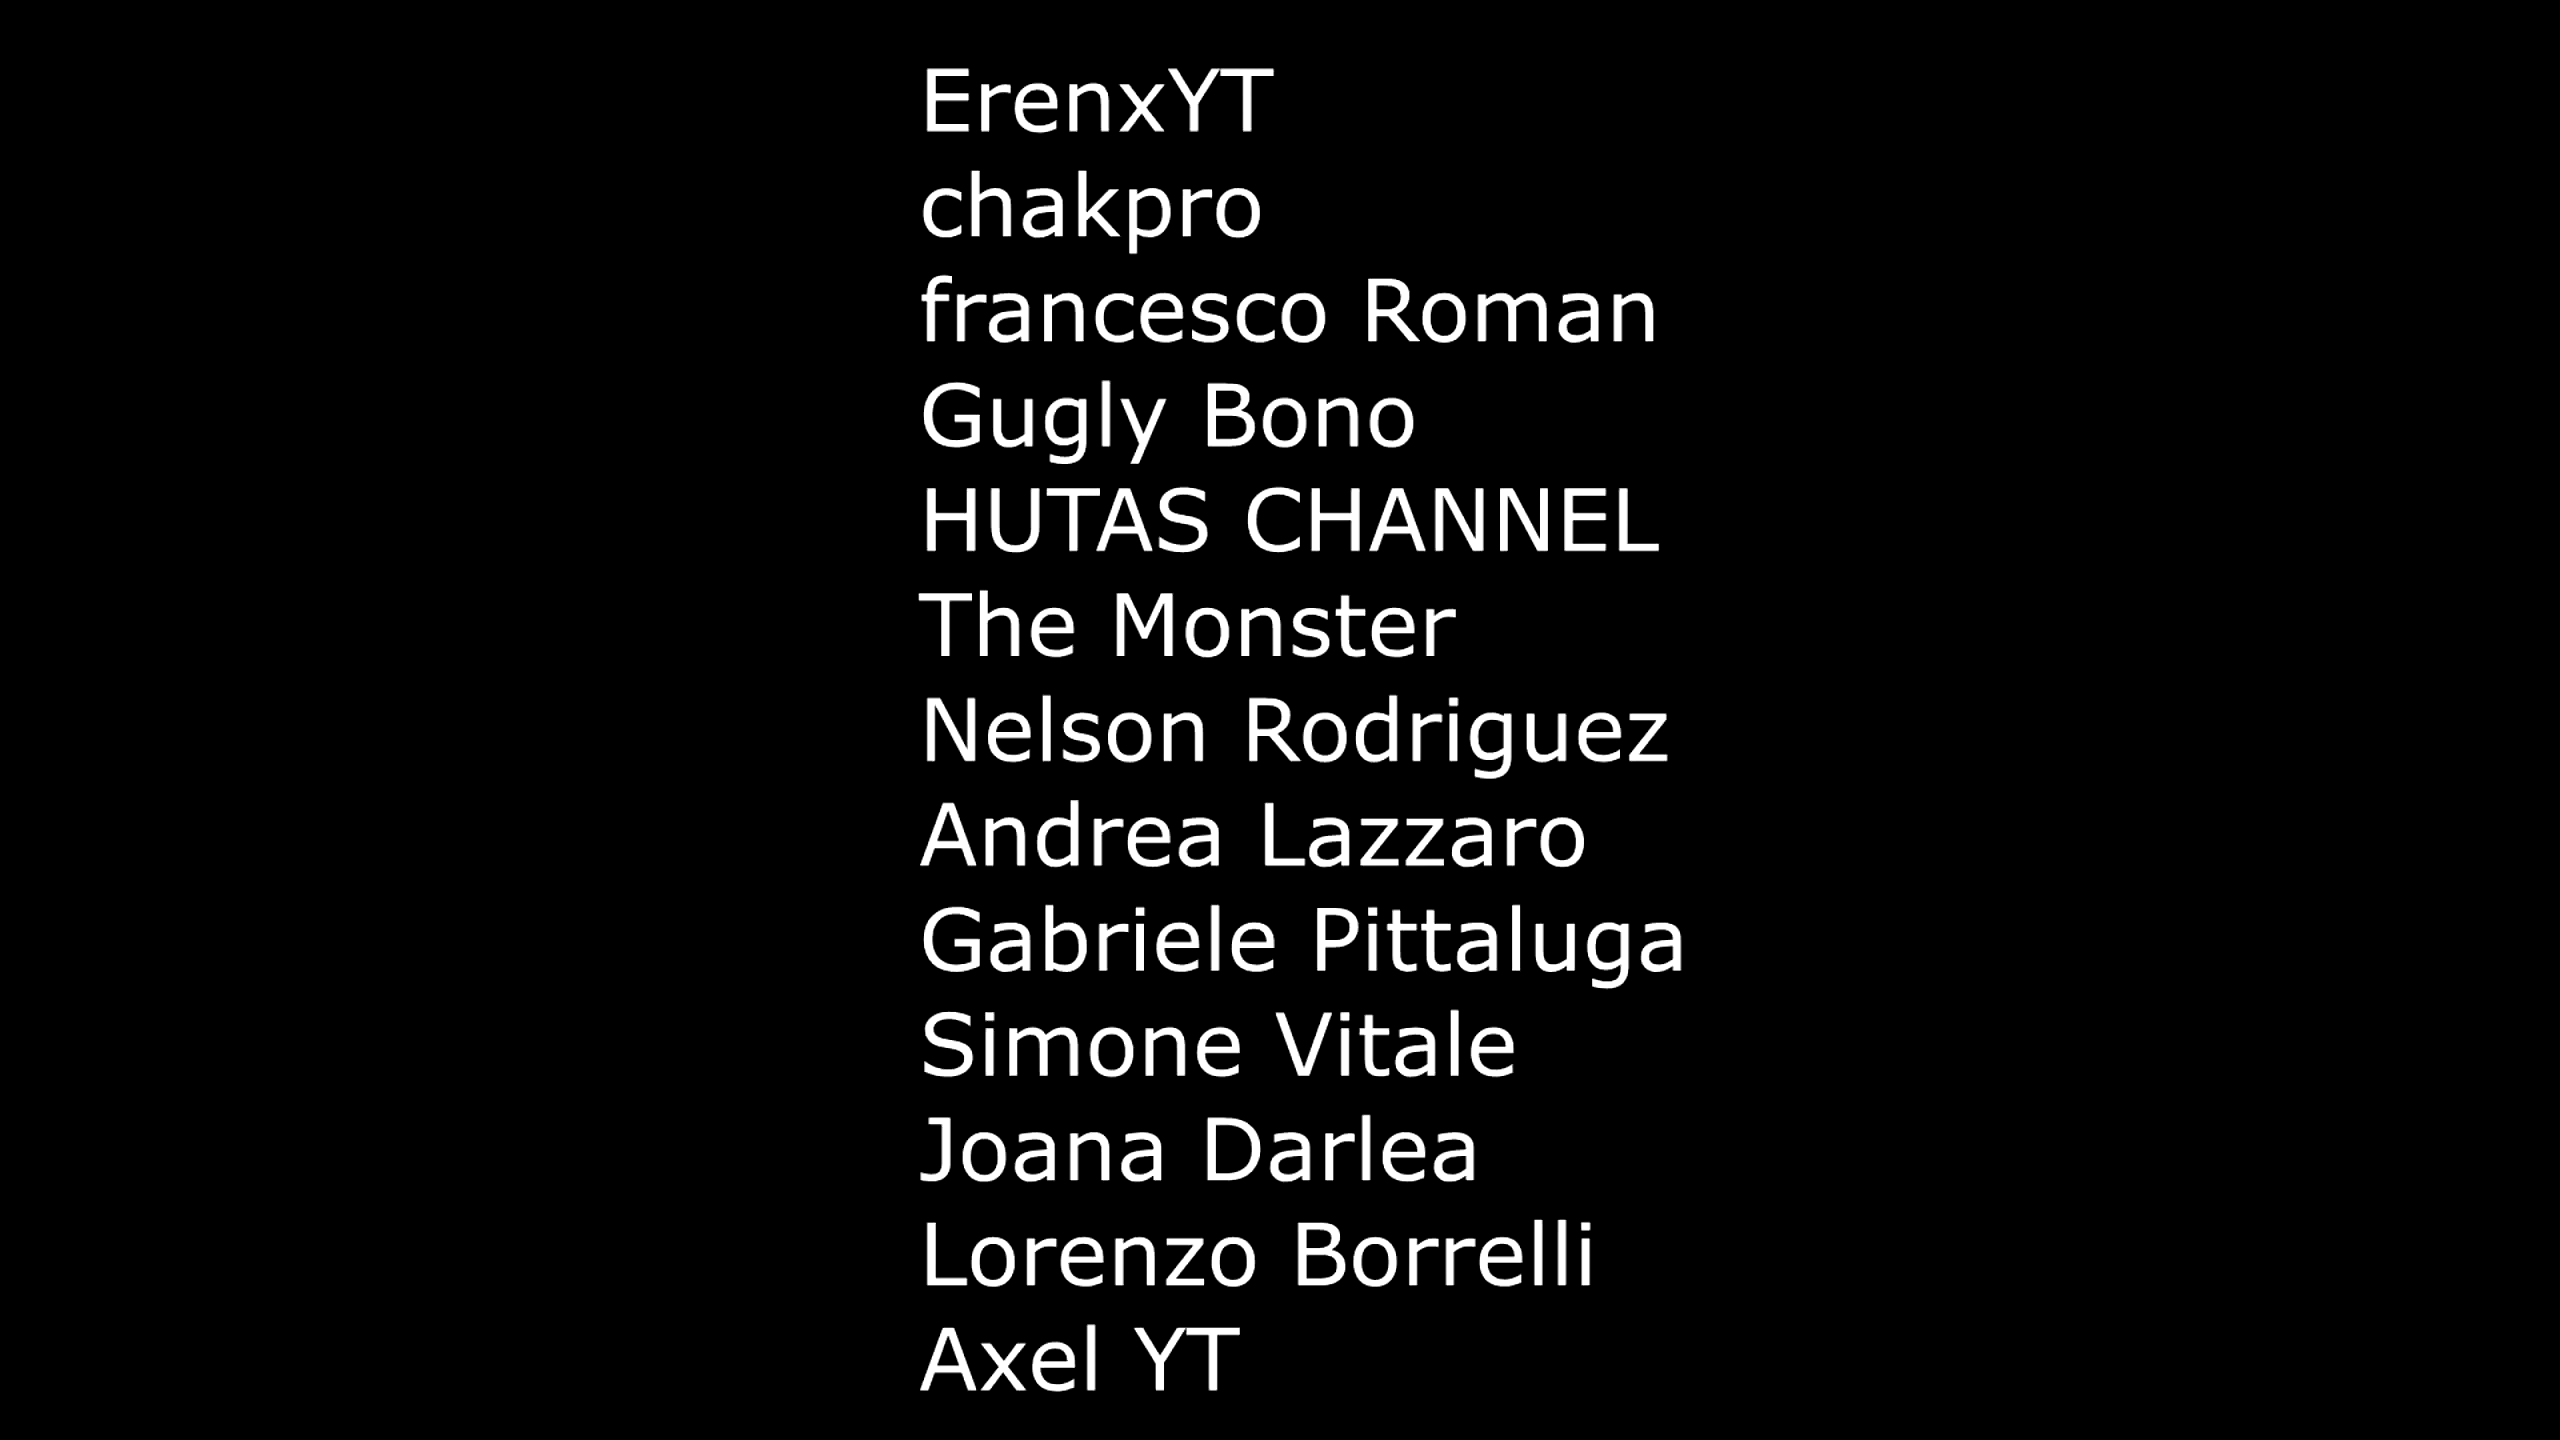 ErenxYT
chakpro
francesco Roman
Gugly Bono
HUTAS CHANNEL
The Monster
Nelson Rodriguez
Andrea Lazzaro
Gabriele Pittaluga
Simone Vitale
Joana Darlea
Lorenzo Borrelli
Axel YT